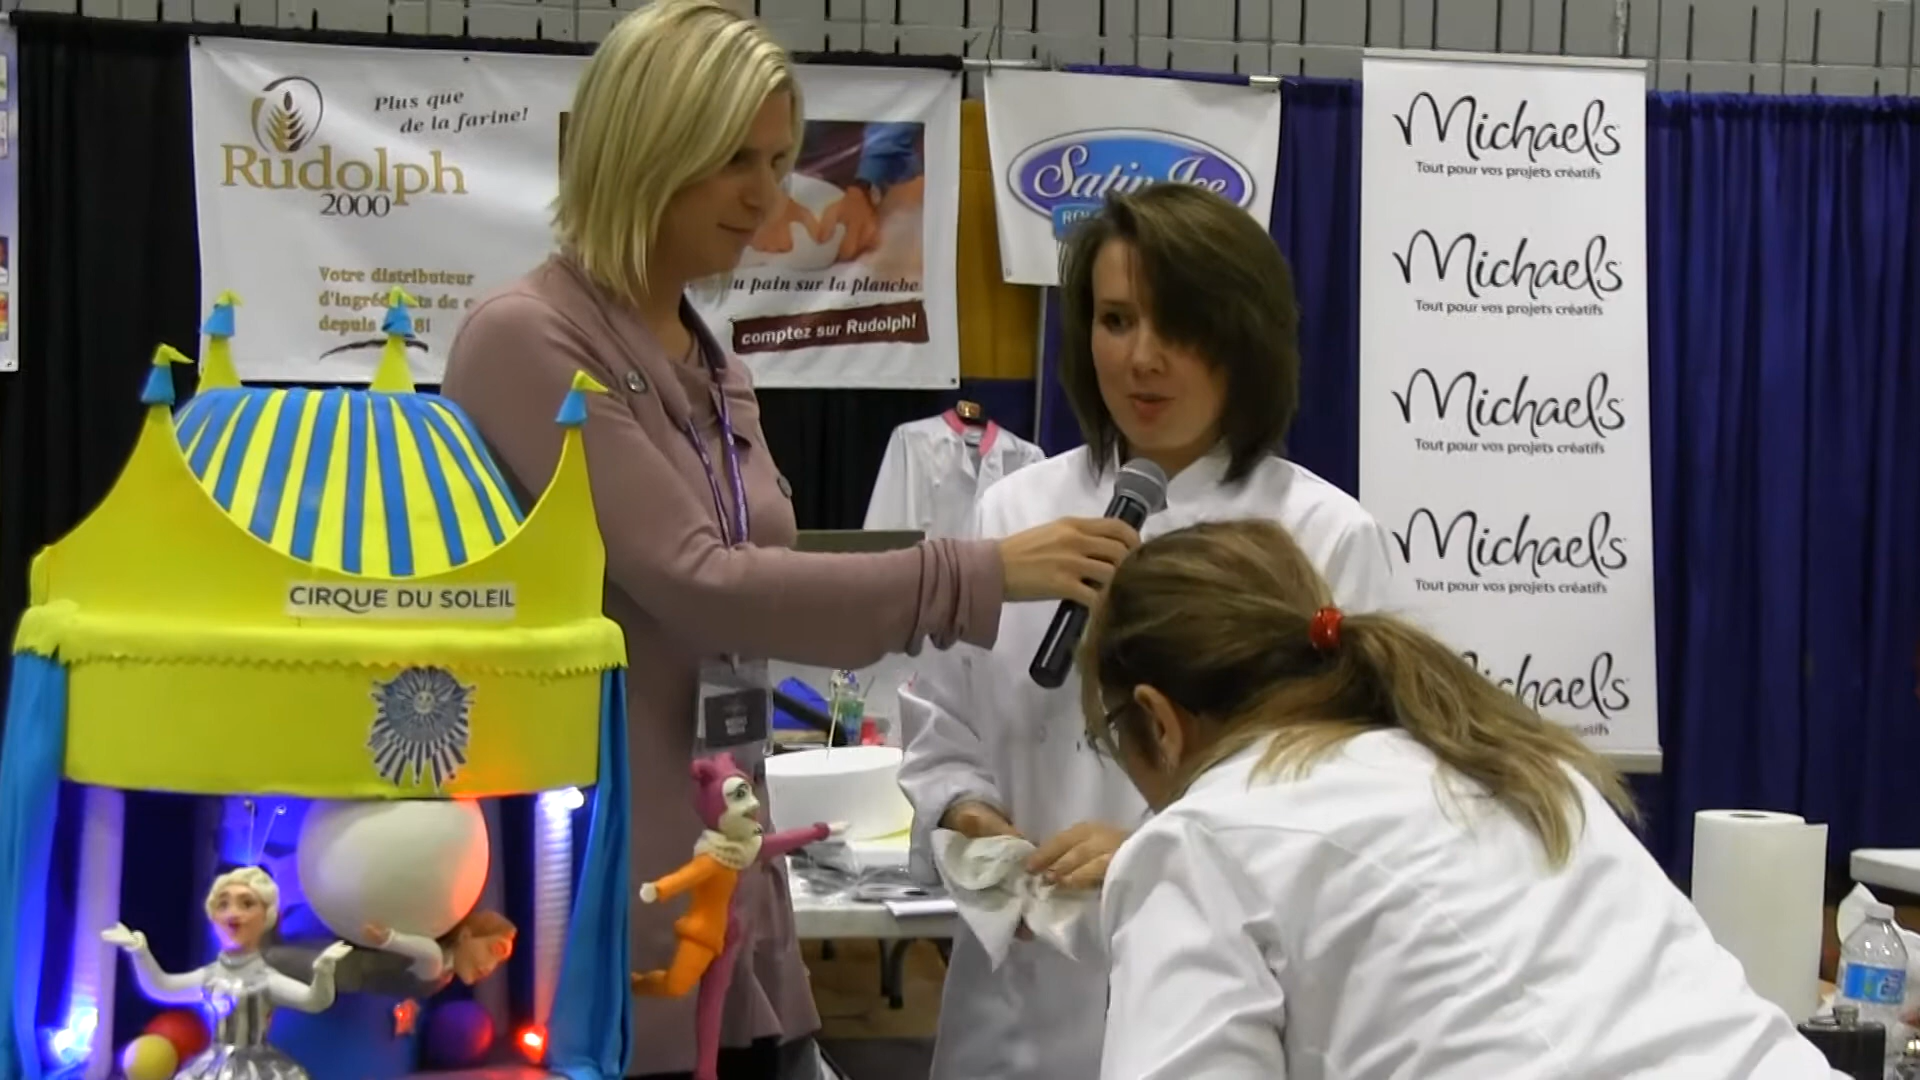 Plus que
de la farine!
Rudolph
2000
Votre distributeur
depuis
pain sur la planche
comptez sur Rudolph!
Satin Ice
Michaels
Tout pour vos projets créatifs
Michaels
Tout pour vos projets créatifs
Michaels
Tout pour vos projets créatifs
Michaels
Tout pour vos projets créatifs
CIRQUE DU SOLEIL